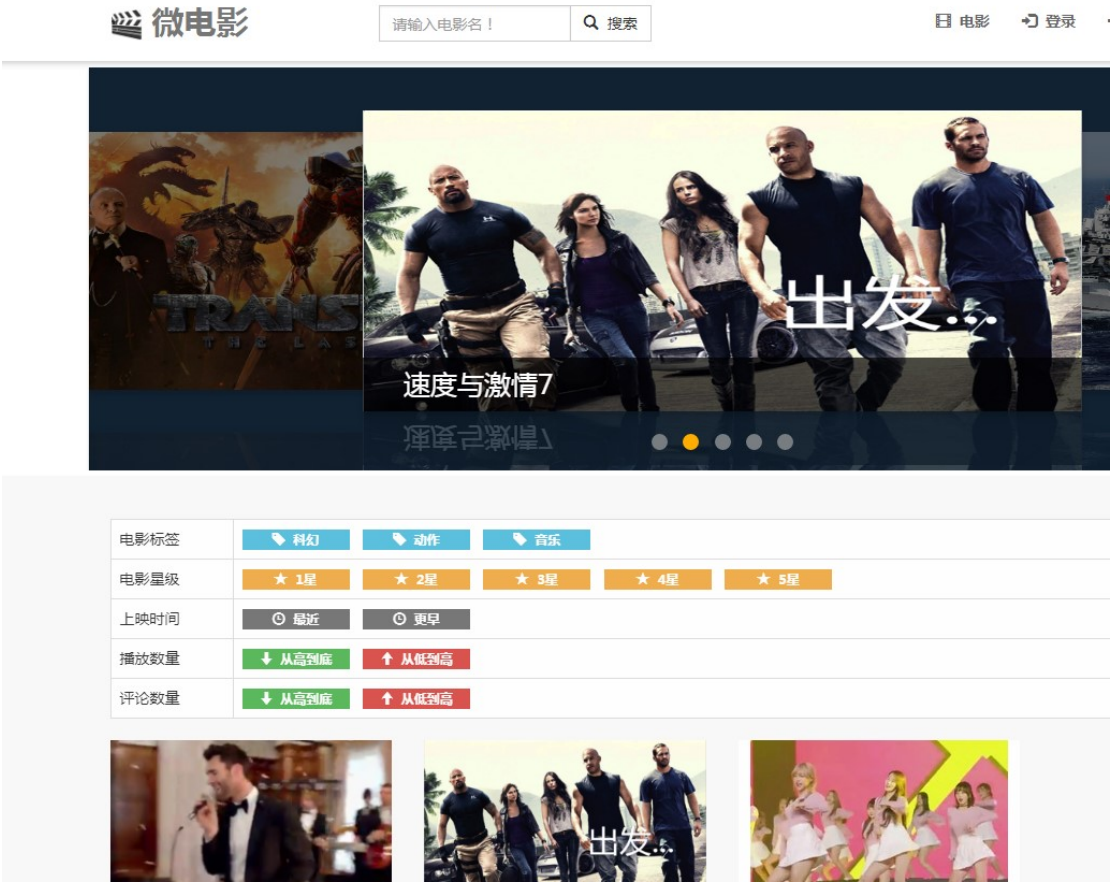 微电影
请输入电影名！
搜索
电影
登录
TRANS
THE LAS
出发...
速度与激情7
电影标签 科幻 动作 音乐
电影星级 1星 2星 3星 4星 5星
上映时间 最近 更早
播放数量 从高到底 从低到高
评论数量 从高到底 从低到高
出发...